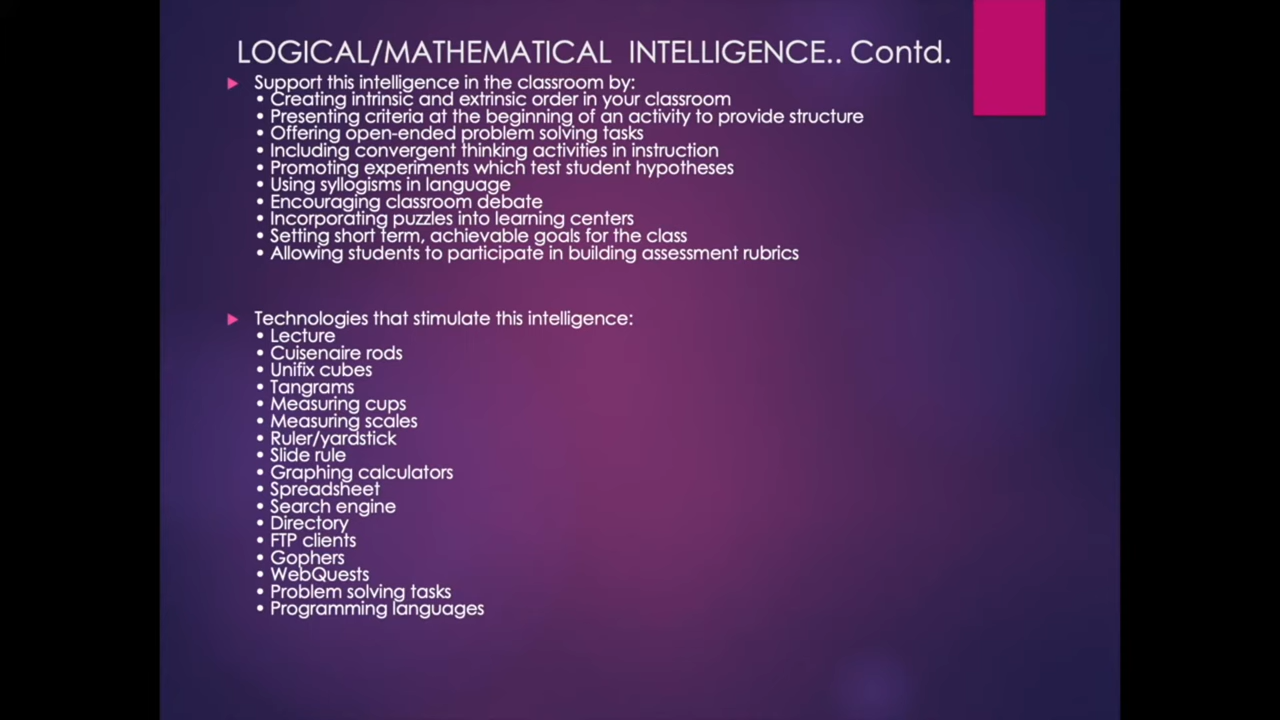 LOGICAL/MATHEMATICAL INTELLIGENCE.. Contd.
Support this intelligence in the classroom by:
• Creating intrinsic and extrinsic order in your classroom
• Presenting criteria at the beginning of an activity to provide structure
• Offering open-ended problem solving tasks
• Including convergent thinking activities in instruction
• Promoting experiments which test student hypotheses
• Using syllogisms in language
• Encouraging classroom debate
• Incorporating puzzles into learning centers
• Setting short term, achievable goals for the class
• Allowing students to participate in building assessment rubrics
Technologies that stimulate this intelligence:
• Lecture
• Cuisenaire rods
• Unifix cubes
• Tangrams
• Measuring cups
• Measuring scales
• Ruler/yardstick
• Slide rule
• Graphing calculators
• Spreadsheet
• Search engine
• Directory
• FTP clients
• Gophers
• WebQuests
• Problem solving tasks
• Programming languages